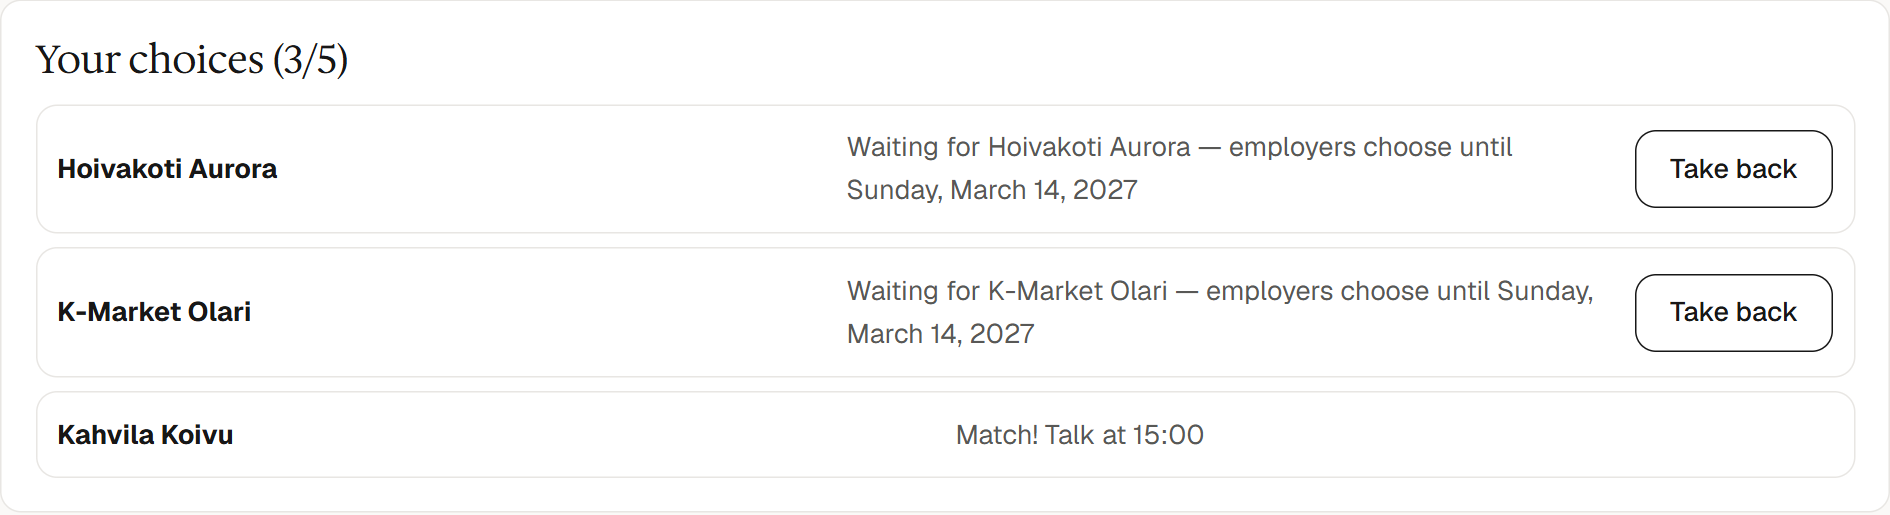 Your choices (3/5)
Hoivakoti Aurora
Waiting for Hoivakoti Aurora — employers choose until
Sunday, March 14, 2027
Take back
K-Market Olari
Waiting for K-Market Olari — employers choose until Sunday,
March 14, 2027
Take back
Kahvila Koivu
Match! Talk at 15:00